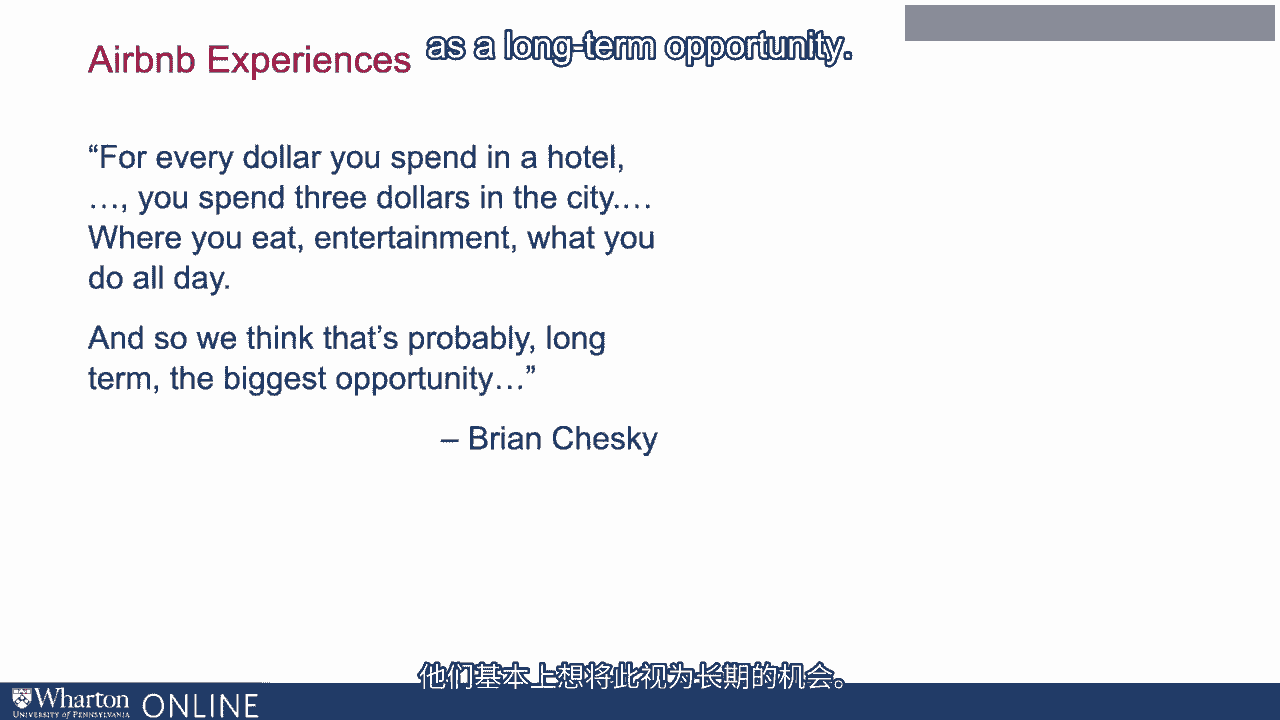 Airbnb Experiences
as a long-term opportunity.
“For every dollar you spend in a hotel,
…, you spend three dollars in the city.…
Where you eat, entertainment, what you
do all day.
And so we think that’s probably, long
term, the biggest opportunity…”
– Brian Chesky
他们基本上想将此视为长期的机会。
Wharton
UNIVERSITY of PENNSYLVANIA
ONLINE